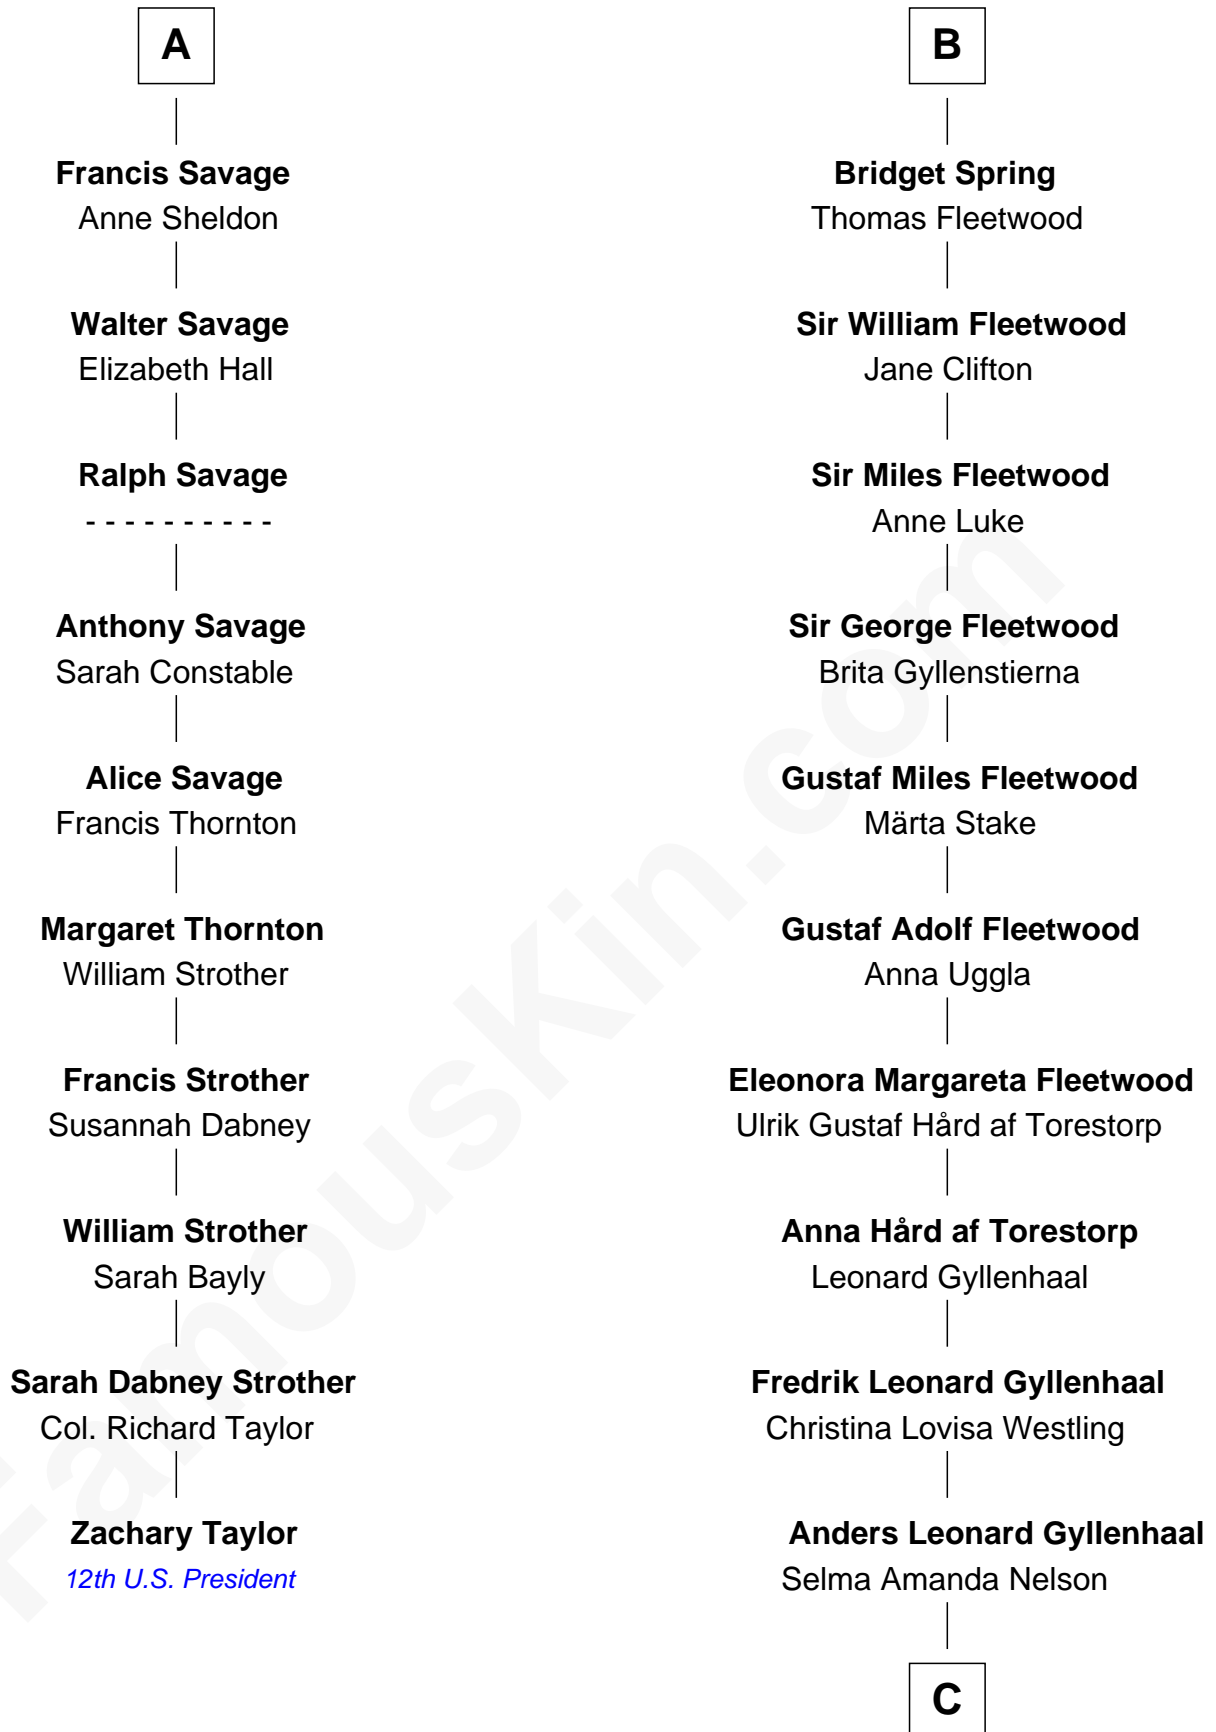 A
Francis Savage
Anne Sheldon
Walter Savage
Elizabeth Hall
Ralph Savage
- - - - - - - - - -
Anthony Savage
Sarah Constable
Alice Savage
Francis Thornton
Margaret Thornton
William Strother
Francis Strother
Susannah Dabney
William Strother
Sarah Bayly
Sarah Dabney Strother
Col. Richard Taylor
Zachary Taylor
12th U.S. President
B
Bridget Spring
Thomas Fleetwood
Sir William Fleetwood
Jane Clifton
Sir Miles Fleetwood
Anne Luke
Sir George Fleetwood
Brita Gyllenstierna
Gustaf Miles Fleetwood
Märta Stake
Gustaf Adolf Fleetwood
Anna Uggla
Eleonora Margareta Fleetwood
Ulrik Gustaf Hård af Torestorp
Anna Hård af Torestorp
Leonard Gyllenhaal
Fredrik Leonard Gyllenhaal
Christina Lovisa Westling
Anders Leonard Gyllenhaal
Selma Amanda Nelson
C
FamousKin.com